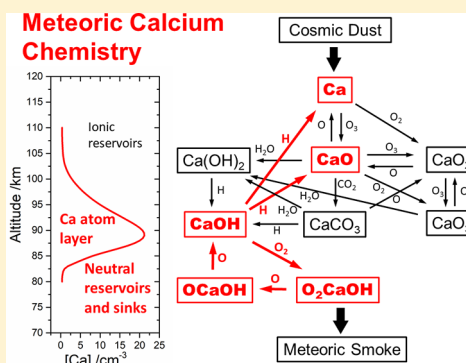 Meteoric Calcium
Chemistry
120
115
110
105
100
95
90
85
80
75
70
Altitude /km
0 5 10 15 20 25
[Ca] /cm⁻³
Ionic
reservoirs
Ca atom
layer
Neutral
reservoirs
and sinks
Cosmic Dust
Ca
O₂
H
O
O₃
Ca(OH)₂
H₂O
CaO
O₃
O
H
H
H₂O
H₂O
CO₂
O₂
O
O₃
CaOH
H
CaCO₃
O₂
O
O
OCaOH
O₂CaOH
Meteoric Smoke